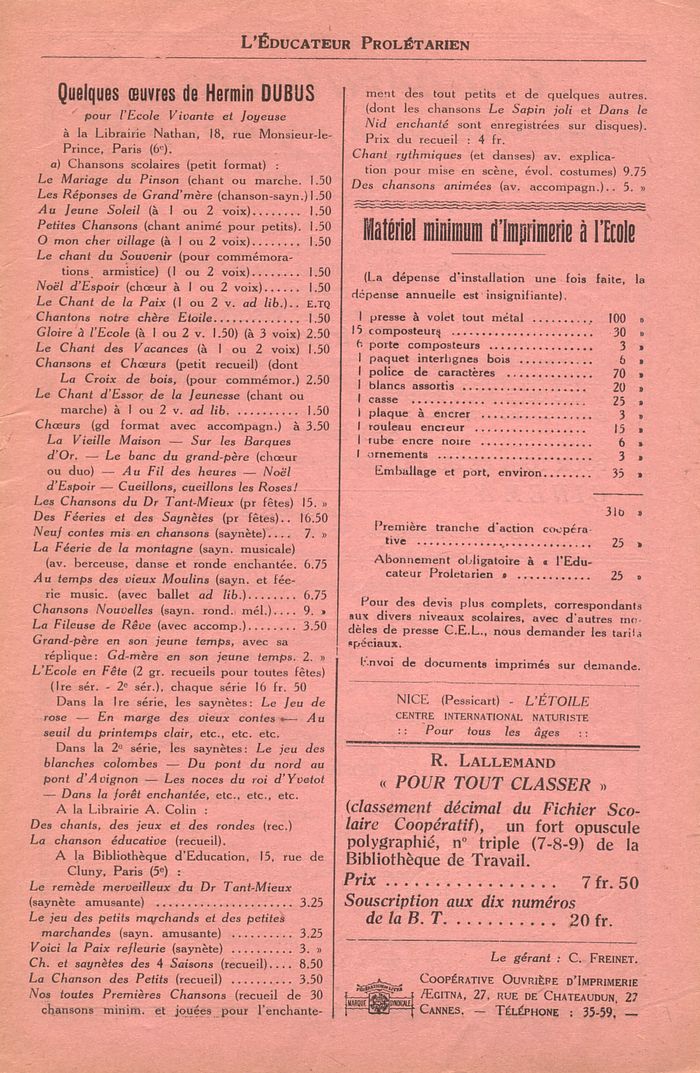 L'ÉDUCATEUR PROLÉTARIEN
Quelques œuvres de Hermin DUBUS
pour l'Ecole Vivante et Joyeuse
à la Librairie Nathan, 18, rue Monsieur-le-
Prince, Paris (6e).
a) Chansons scolaires (petit format) :
Le Mariage du Pinson (chant ou marche. 1.50
Les Réponses de Grand'mère (chanson-sayn.) 1.50
Au Jeune Soleil (à 1 ou 2 voix)........ 1.50
Petites Chansons (chant animé pour petits). 1.50
O mon cher village (à 1 ou 2 voix)....... 1.50
Le chant du Souvenir (pour commémora-
tions armistice) (1 ou 2 voix)........ 1.50
Noël d'Espoir (chœur à 1 ou 2 voix).... 1.50
Le Chant de la Paix (1 ou 2 v. ad lib.).. E.TQ
Chantons notre chère Etoile.............. 1.50
Gloire à l'Ecole (à 1 ou 2 v. 1.50) (à 3 voix) 2.50
Le Chant des Vacances (à 1 ou 2 voix) 1.50
Chansons et Chœurs (petit recueil) (dont
La Croix de bois, (pour commémor.) 2.50
Le Chant d'Essor de la Jeunesse (chant ou
marche) à 1 ou 2 v. ad lib. .......... 1.50
Chœurs (gd format avec accompagn.) à 3.50
La Vieille Maison — Sur les Barques
d'Or. — Le banc du grand-père (chœur
ou duo) — Au Fil des heures — Noël
d'Espoir — Cueillons, cueillons les Roses!
Les Chansons du Dr Tant-Mieux (pr fêtes) 15. »
Des Féeries et des Saynètes (pr fêtes).. 16.50
Neuf contes mis en chansons (saynète).... 7. »
La Féerie de la montagne (sayn. musicale)
(av. berceuse, danse et ronde enchantée. 6.75
Au temps des vieux Moulins (sayn. et fée-
rie music. (avec ballet ad lib.)........ 6.75
Chansons Nouvelles (sayn. rond. mél.).... 9. »
La Fileuse de Rêve (avec accomp.)....... 3.50
Grand-père en son jeune temps, avec sa
réplique: Gd-mère en son jeune temps. 2. »
L'Ecole en Fête (2 gr. recueils pour toutes fêtes)
(1re sér. - 2e sér.), chaque série 16 fr. 50
Dans la 1re série, les saynètes: Le Jeu de
rose — En marge des vieux contes — Au
seuil du printemps clair, etc., etc. etc.
Dans la 2e série, les saynètes: Le jeu des
blanches colombes — Du pont du nord au
pont d'Avignon — Les noces du roi d'Yvetot
— Dans la forêt enchantée, etc., etc., etc.
A la Librairie A. Colin :
Des chants, des jeux et des rondes (rec.)
La chanson éducative (recueil).
A la Bibliothèque d'Education, 15, rue de
Cluny, Paris (5e) :
Le remède merveilleux du Dr Tant-Mieux
(saynète amusante) .................... 3.25
Le jeu des petits marchands et des petites
marchandes (sayn. amusante) .......... 3.25
Voici la Paix refleurie (saynète) .......... 3. »
Ch. et saynètes des 4 Saisons (recueil).... 8.50
La Chanson des Petits (recueil) .......... 3.50
Nos toutes Premières Chansons (recueil de 30
chansons minim. et jouées pour l'enchante-
ment des tout petits et de quelques autres.
(dont les chansons Le Sapin joli et Dans le
Nid enchanté sont enregistrées sur disques).
Prix du recueil : 4 fr.
Chant rythmiques (et danses) av. explica-
tion pour mise en scène, évol. costumes) 9.75
Des chansons animées (av. accompagn.).. 5. »
Matériel minimum d'Imprimerie à l'Ecole
(La dépense d'installation une fois faite, la
dépense annuelle est insignifiante).
1 presse à volet tout métal .......... 100 »
15 composteurs .................... 30 »
6 porte composteurs ................ 3 »
1 paquet interlignes bois ............ 6 »
1 police de caractères .............. 70 »
1 blancs assortis .................... 20 »
1 casse .......................... 25 »
1 plaque à encrer .................. 3 »
1 rouleau encreur .................. 15 »
1 tube encre noire .................. 6 »
1 ornements ...................... 3 »
Emballage et port, environ........ 35 »
316 »
Première tranche d'action coopéra-
tive .......................... 25 »
Abonnement obligatoire à « l'Edu-
cateur Proletarien » ............ 25 »
Pour des devis plus complets, correspondants
aux divers niveaux scolaires, avec d'autres mo-
dèles de presse C.E.L., nous demander les tarifs
spéciaux.
Envoi de documents imprimés sur demande.
NICE (Pessicart) - L'ÉTOILE
CENTRE INTERNATIONAL NATURISTE
:: Pour tous les âges ::
R. LALLEMAND
« POUR TOUT CLASSER »
(classement décimal du Fichier Sco-
laire Coopératif), un fort opuscule
polygraphié, n° triple (7-8-9) de la
Bibliothèque de Travail.
Prix ................ 7 fr. 50
Souscription aux dix numéros
de la B. T. .......... 20 fr.
Le gérant : C. FREINET.
MARQUE SYNDICALE
COOPÉRATIVE OUVRIÈRE D'IMPRIMERIE
ÆGITNA, 27, RUE DE CHATEAUDUN, 27
CANNES. — TÉLÉPHONE : 35-59. —